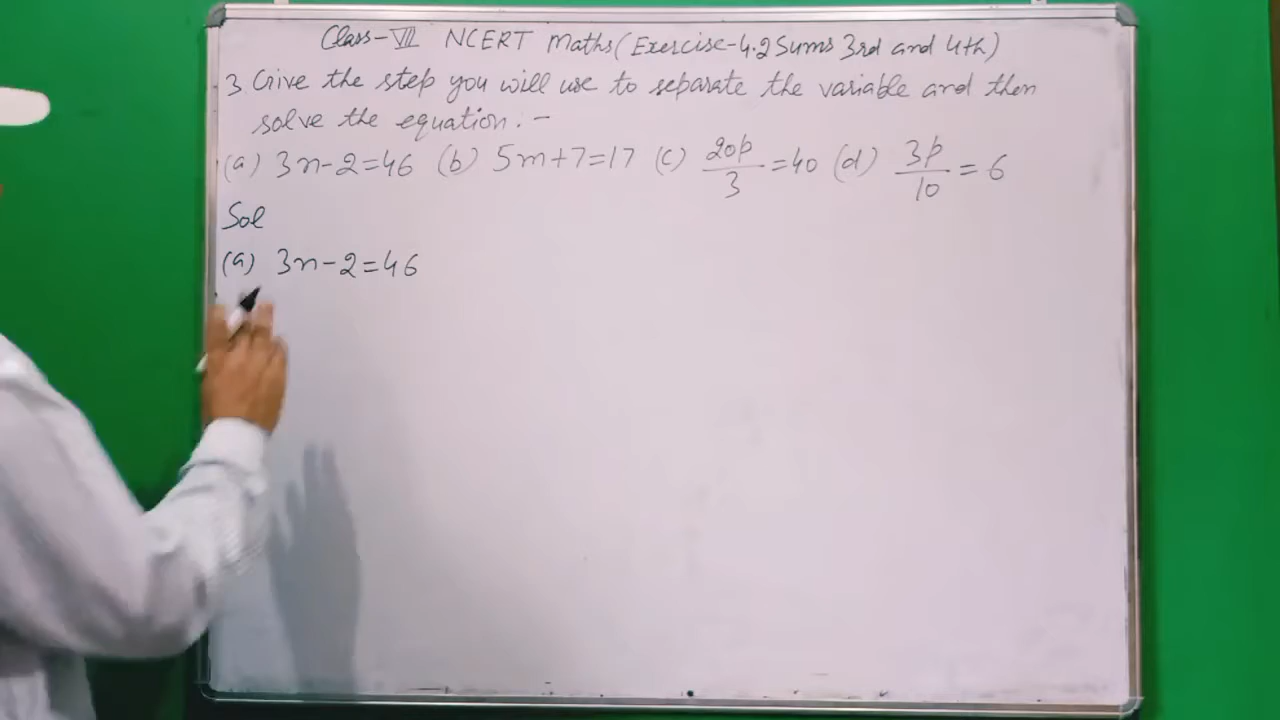 Class-VII NCERT Maths (Exercise-4.2 Sums 3rd and 4th)
3 Give the step you will use to separate the variable and then
solve the equation:-
(a) 3n-2=46 (b) 5m+7=17 (c) 20p/3=40 (d) 3p/10=6
Sol
(a) 3n-2=46